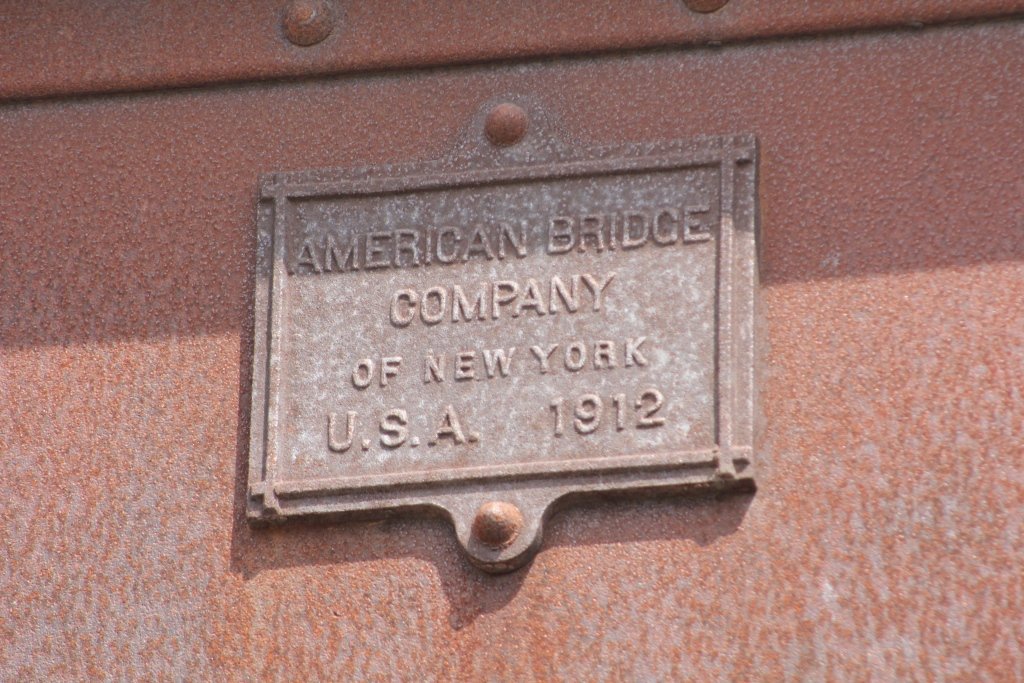 AMERICAN BRIDGE
COMPANY
OF NEW YORK
U.S.A. 1912